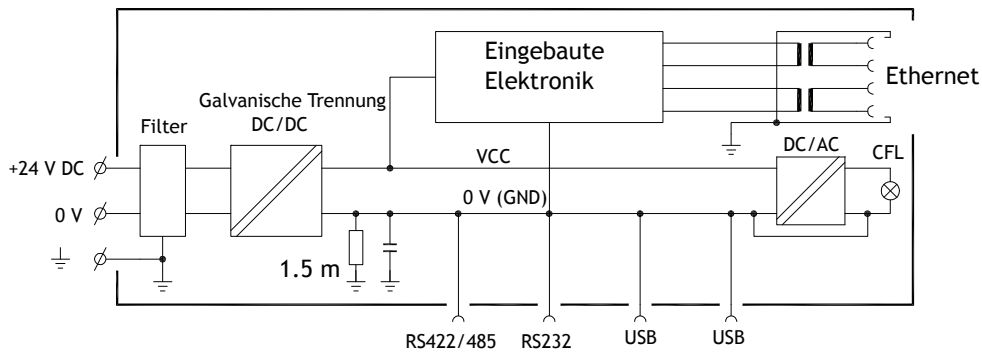 Eingebaute
Elektronik
Ethernet
Galvanische Trennung
DC/DC
Filter
DC/AC
CFL
+24 V DC
VCC
0 V
0 V (GND)
1.5 m
RS422/485
RS232
USB
USB